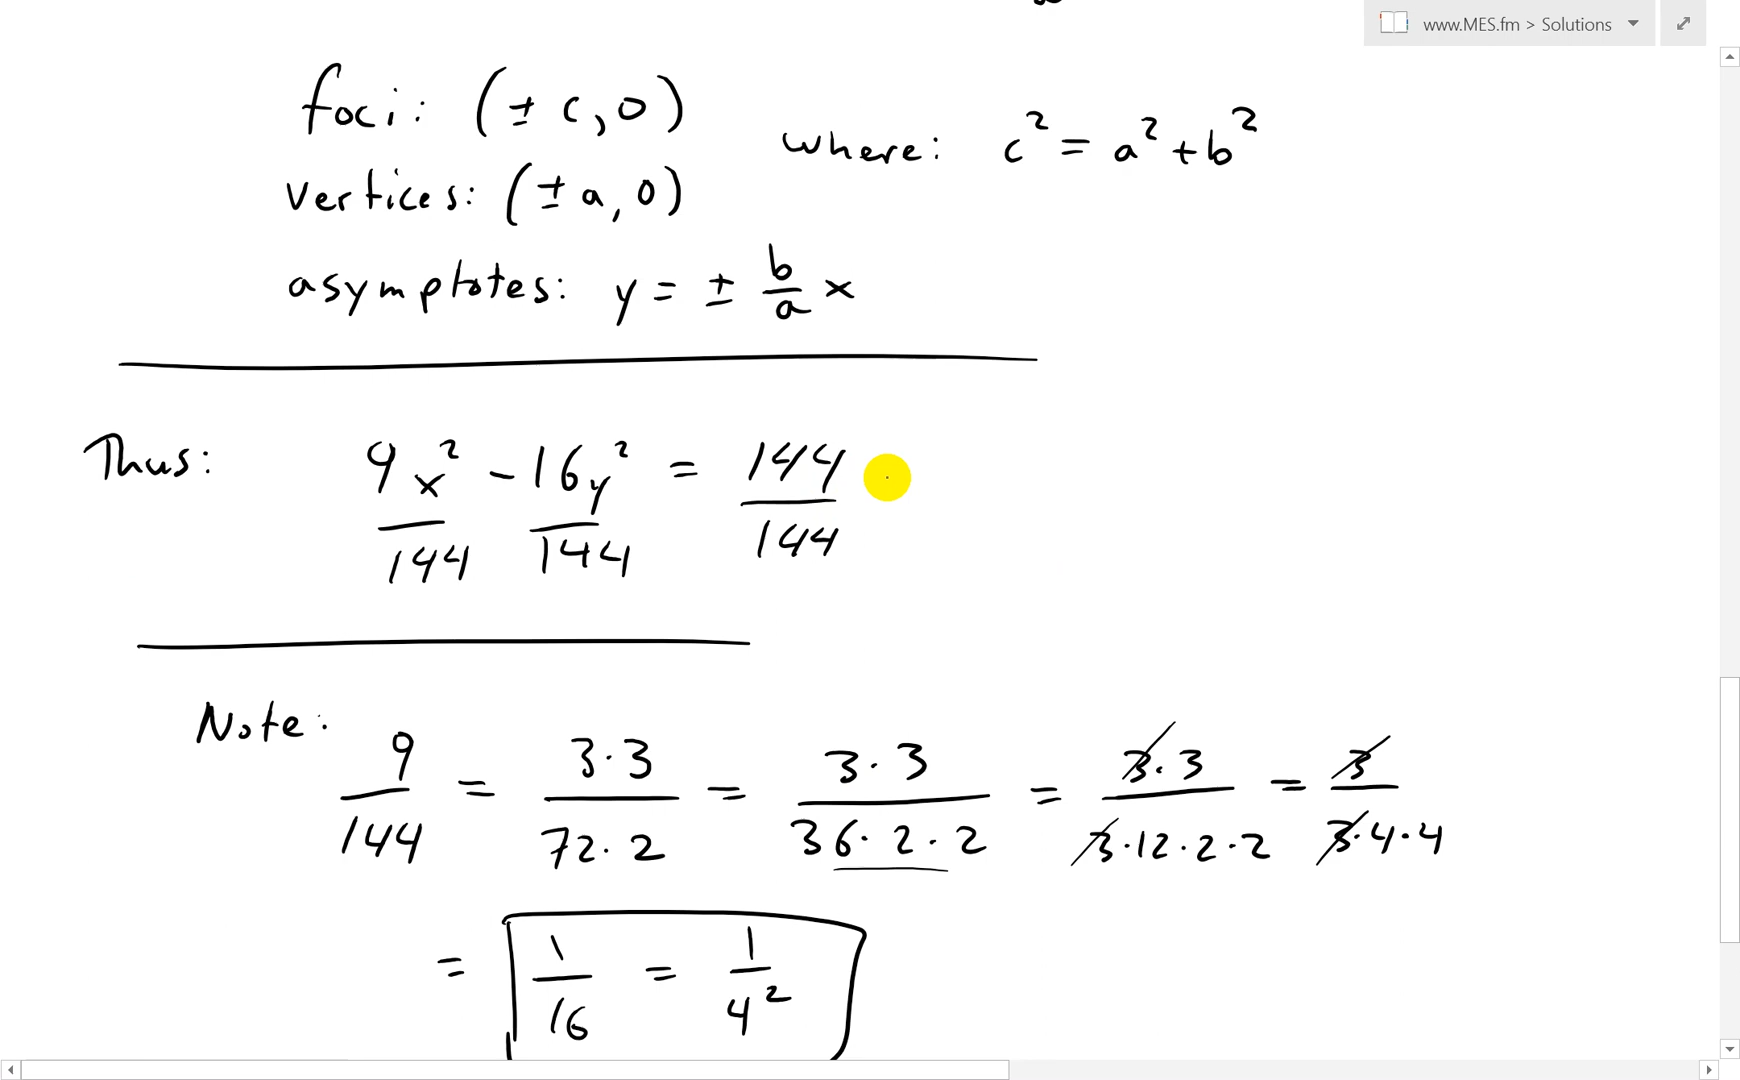 www.MES.fm > Solutions
foci: (± c, 0)
where: c² = a² + b²
vertices: (± a, 0)
asymptotes: y = ± b/a x
Thus: 9x²/144 - 16y²/144 = 144/144
Note:
9/144 = 3·3/72·2 = 3·3/36·2·2 = 3·3/3·12·2·2 = 3/3·4·4
= 1/16 = 1/4²